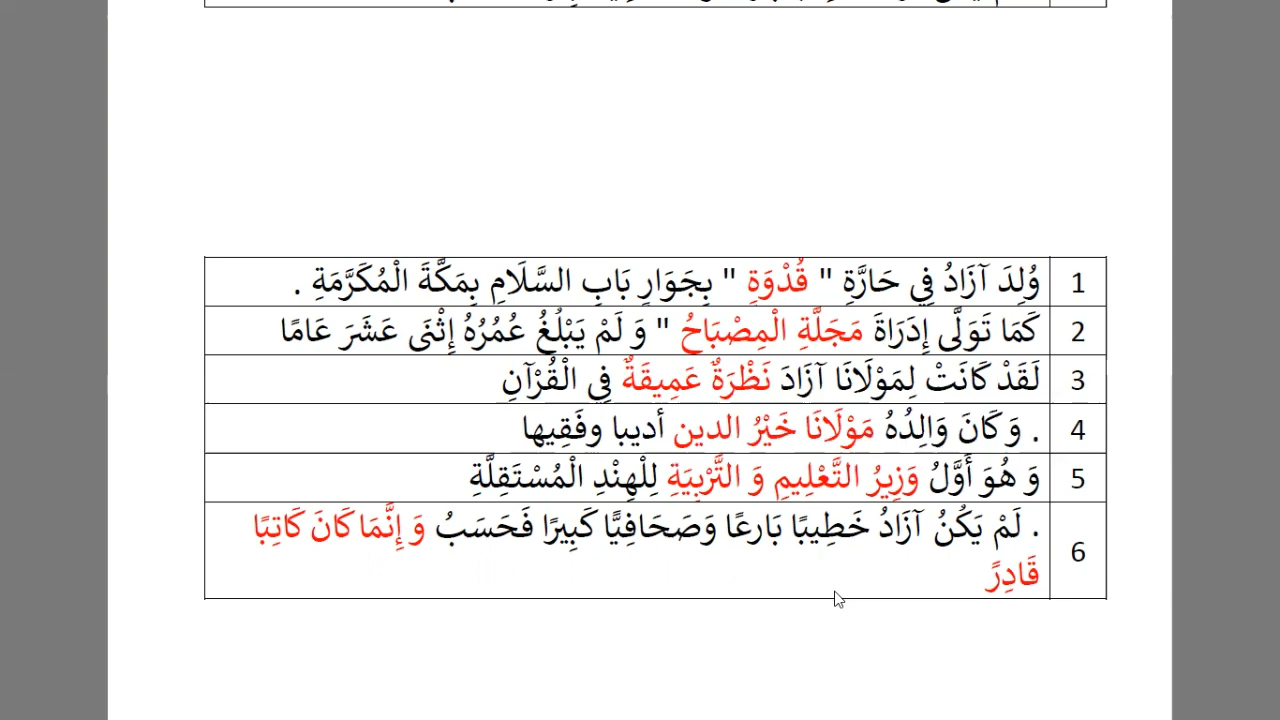 1 وُلِدَ آزَادُ فِي حَارَّةِ " قُدْوَةِ " بِجَوَارِ بَابِ السَّلَامِ بِمَكَّةَ الْمُكَرَّمَةِ .
2 كَمَا تَوَلَّى إِدَرَاةَ مَجَلَّةِ الْمِصْبَاحُ " وَ لَمْ يَبْلُغُ عُمُرُهُ إِثْنَى عَشَرَ عَامًا
3 لَقَدْ كَانَتْ لِمَوْلَانَا آزَادَ نَظْرَةٌ عَمِيقَةٌ فِي الْقُرْآنِ
4 . وَ كَانَ وَالِدُهُ مَوْلَانَا خَيْرُ الدين أديبا وفَقِيها
5 وَ هُوَ أَوَّلُ وَزِيرُ التَّعْلِيمِ وَ التَّرْبِيَةِ لِلْهِنْدِ الْمُسْتَقِلَّةِ
6 . لَمْ يَكُنُ آزَادُ خَطِيبًا بَارعًا وَصَحَافِيًّا كَبِيرًا فَحَسَبُ وَ إِنَّمَا كَانَ كَاتِبًا
قَادِرً